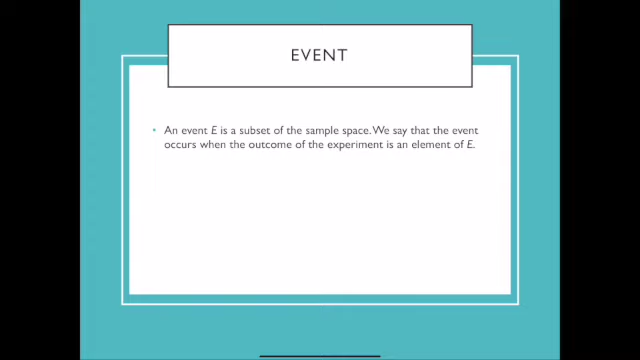 EVENT
• An event E is a subset of the sample space. We say that the event
occurs when the outcome of the experiment is an element of E.